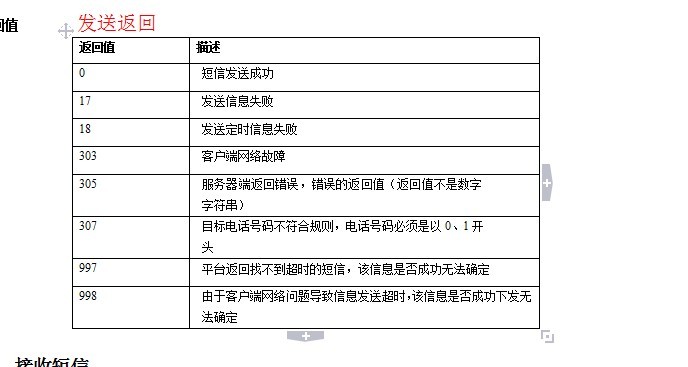 回值
发送返回
返回值 描述
0 短信发送成功
17 发送信息失败
18 发送定时信息失败
303 客户端网络故障
305 服务器端返回错误，错误的返回值（返回值不是数字
字符串）
307 目标电话号码不符合规则，电话号码必须是以 0、1 开
头
997 平台返回找不到超时的短信，该信息是否成功无法确定
998 由于客户端网络问题导致信息发送超时，该信息是否成功下发无
法确定
接收短信